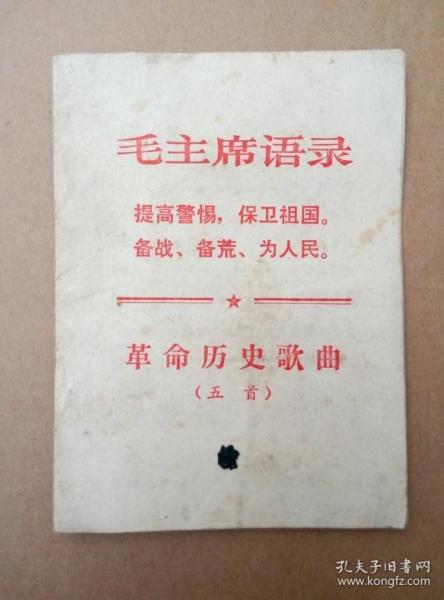 毛主席语录
提高警惕，保卫祖国。
备战、备荒、为人民。
革命历史歌曲
（五首）
孔夫子旧书网
www.kongfz.com